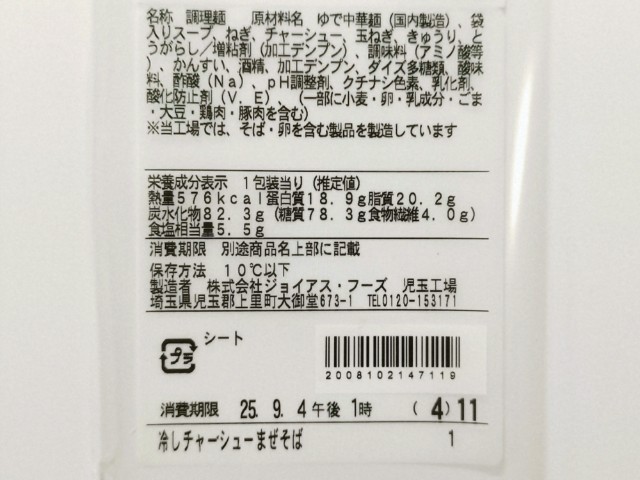 名称　調理麺　　原材料名　ゆで中華麺（国内製造）、袋
入りスープ、ねぎ、チャーシュー、玉ねぎ、きゅうり、と
うがらし／増粘剤（加工デンプン）、調味料（アミノ酸等
）、かんすい、酒精、加工デンプン、ダイズ多糖類、酸味
料、酢酸（Na）、pH調整剤、クチナシ色素、乳化剤、
酸化防止剤（V．E）、（一部に小麦・卵・乳成分・ごま
・大豆・鶏肉・豚肉を含む）
※当工場では、そば・卵を含む製品を製造しています
栄養成分表示　1包装当り（推定値）
熱量576kcal蛋白質18.9g脂質20.2g
炭水化物82.3g（糖質78.3g食物繊維4.0g）
食塩相当量5.5g
消費期限　別途商品名上部に記載
保存方法　10℃以下
製造者　株式会社ジョイアス・フーズ　児玉工場
埼玉県児玉郡上里町大御堂673-1　TEL0120-153171
プラ
シート
2008102147119
消費期限　25. 9. 4午後1時　（4）11
冷しチャーシューまぜそば　1